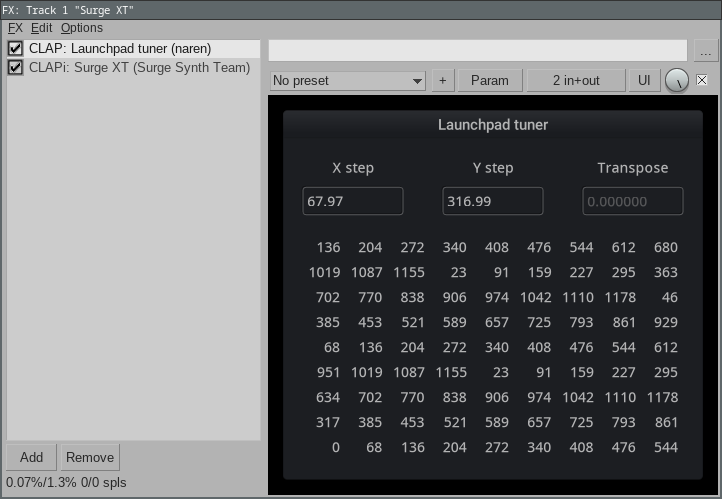 FX: Track 1 "Surge XT"
FX Edit Options
CLAP: Launchpad tuner (naren)
CLAPi: Surge XT (Surge Synth Team)
...
No preset + Param 2 in+out UI
Launchpad tuner
X step Y step Transpose
67.97 316.99 0.000000
136 204 272 340 408 476 544 612 680
1019 1087 1155 23 91 159 227 295 363
702 770 838 906 974 1042 1110 1178 46
385 453 521 589 657 725 793 861 929
68 136 204 272 340 408 476 544 612
951 1019 1087 1155 23 91 159 227 295
634 702 770 838 906 974 1042 1110 1178
317 385 453 521 589 657 725 793 861
0 68 136 204 272 340 408 476 544
Add Remove
0.07%/1.3% 0/0 spls